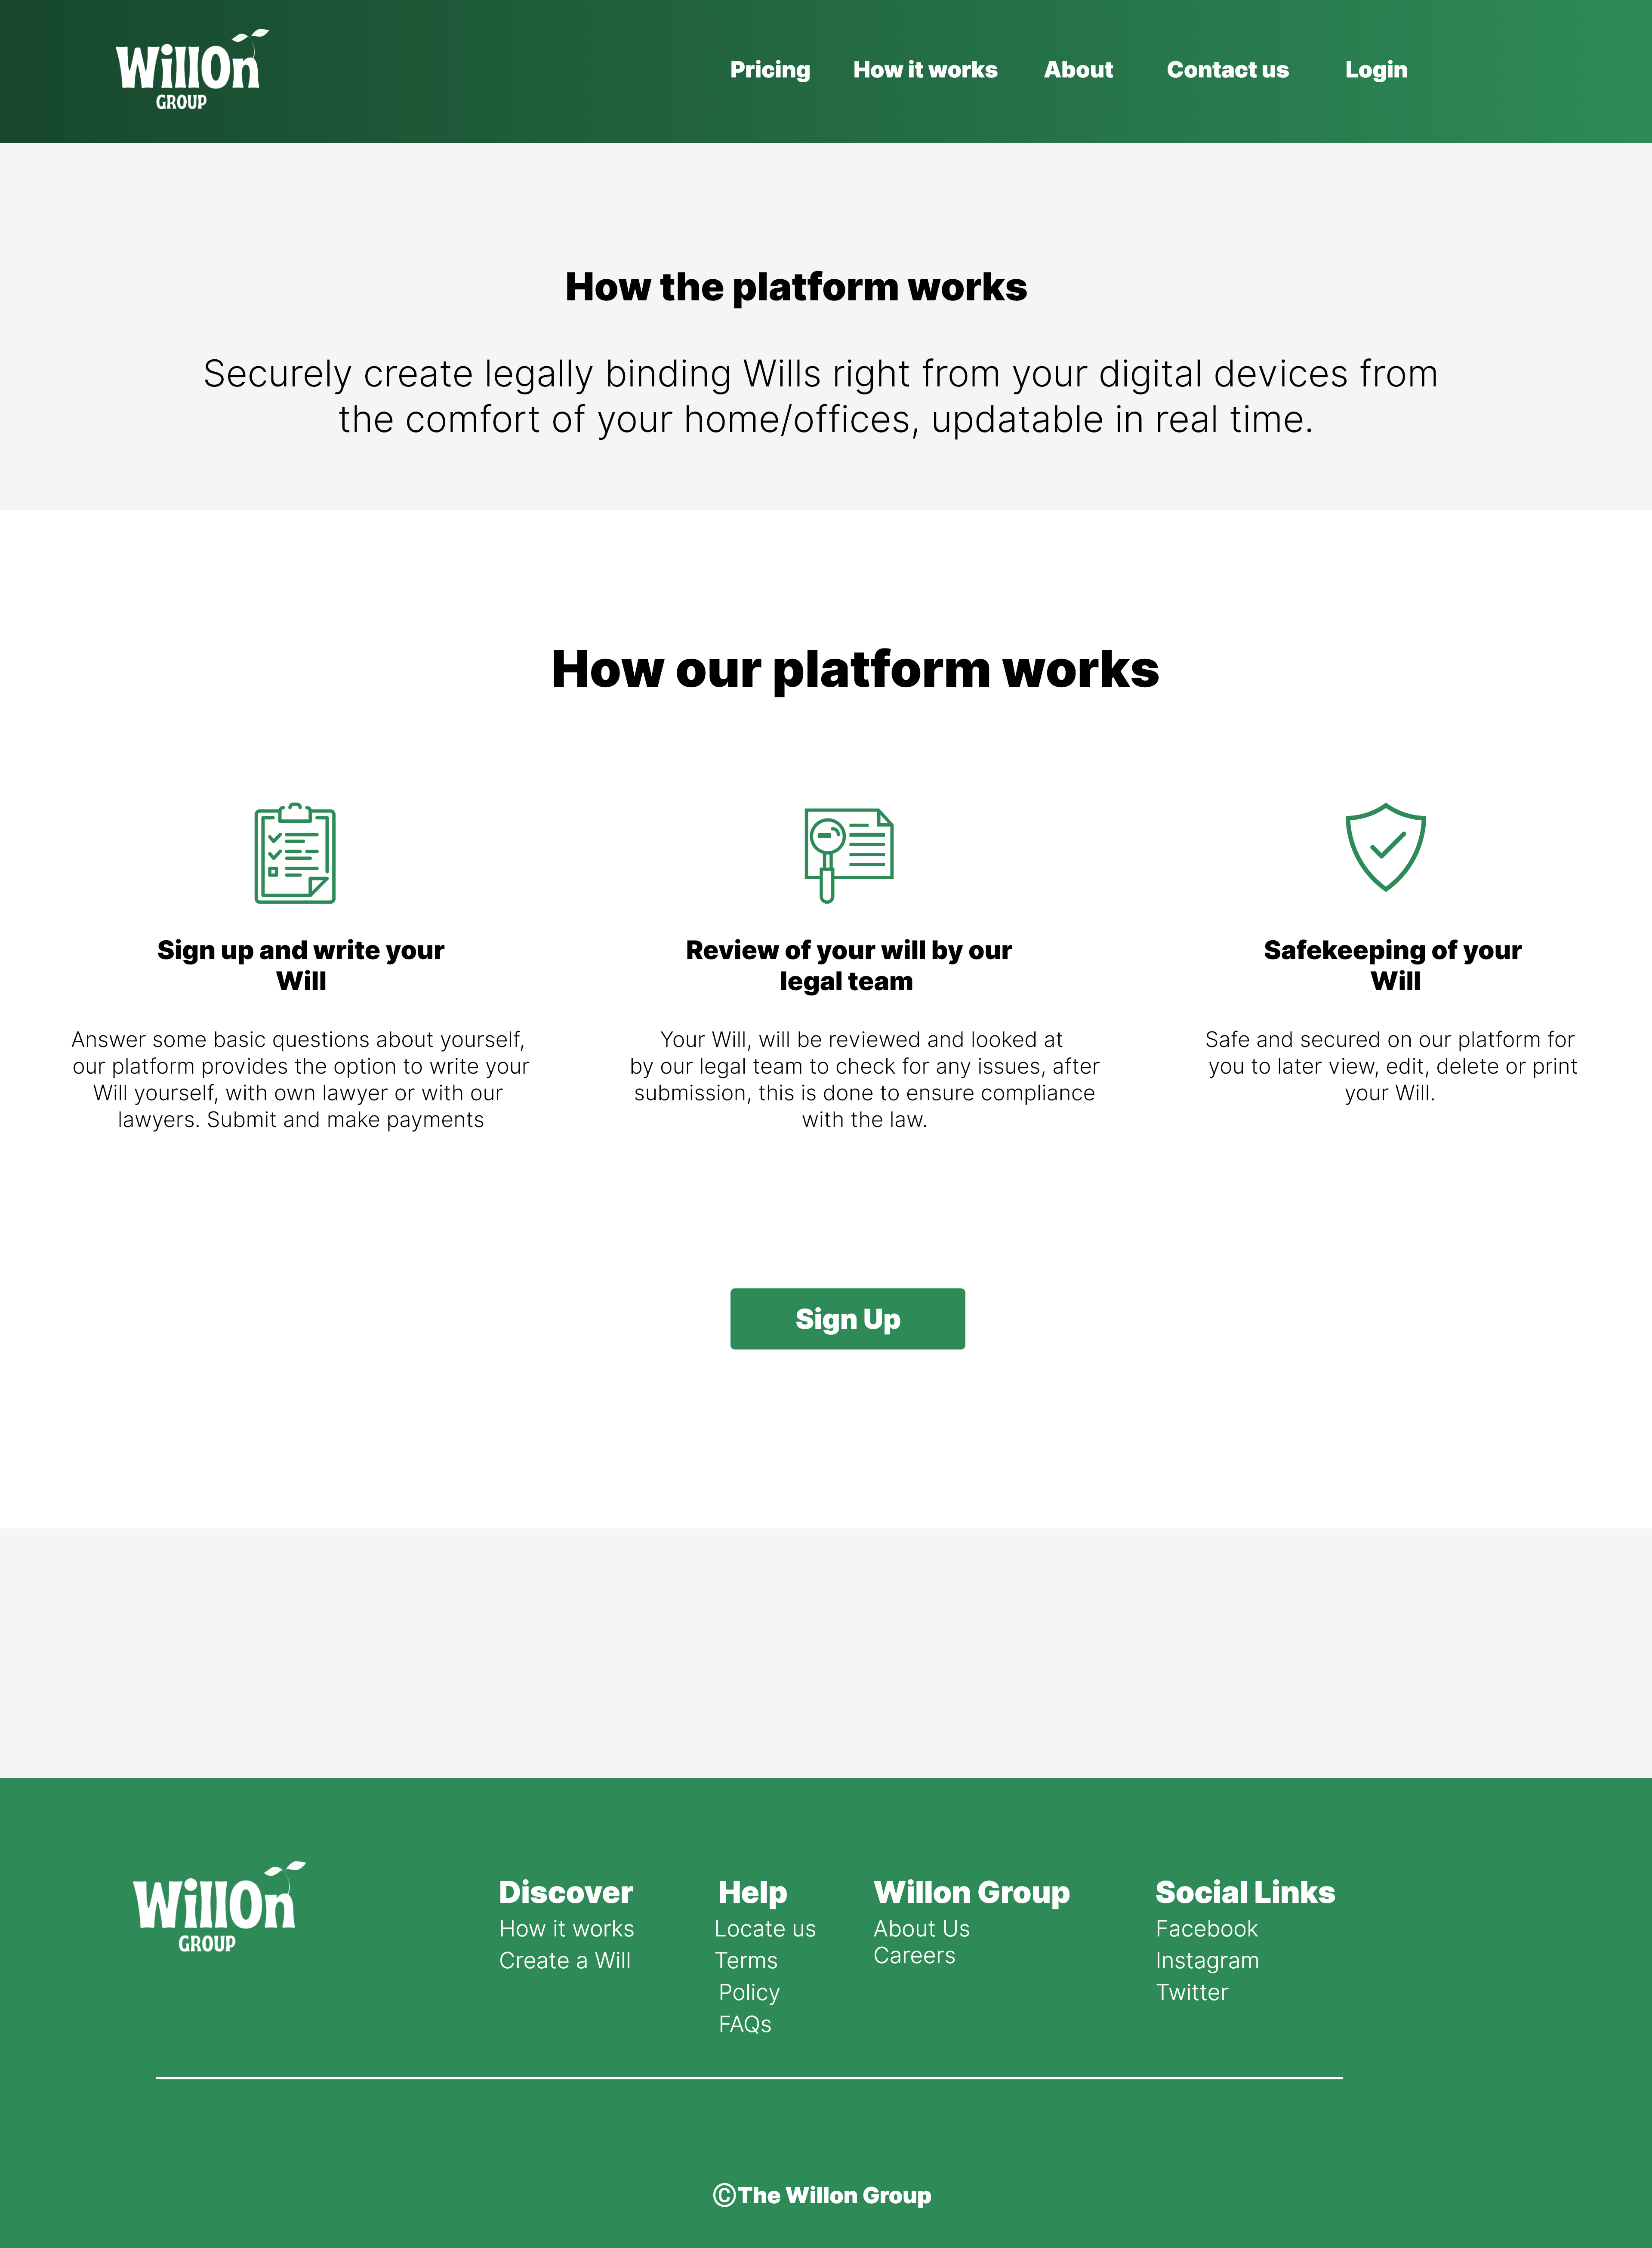 WillOn
GROUP
Pricing How it works About Contact us Login
How the platform works
Securely create legally binding Wills right from your digital devices from
the comfort of your home/offices, updatable in real time.
How our platform works
Sign up and write your
Will
Answer some basic questions about yourself,
our platform provides the option to write your
Will yourself, with own lawyer or with our
lawyers. Submit and make payments
Review of your will by our
legal team
Your Will, will be reviewed and looked at
by our legal team to check for any issues, after
submission, this is done to ensure compliance
with the law.
Safekeeping of your
Will
Safe and secured on our platform for
you to later view, edit, delete or print
your Will.
Sign Up
WillOn
GROUP
Discover
How it works
Create a Will
Help
Locate us
Terms
Policy
FAQs
Willon Group
About Us
Careers
Social Links
Facebook
Instagram
Twitter
©The Willon Group